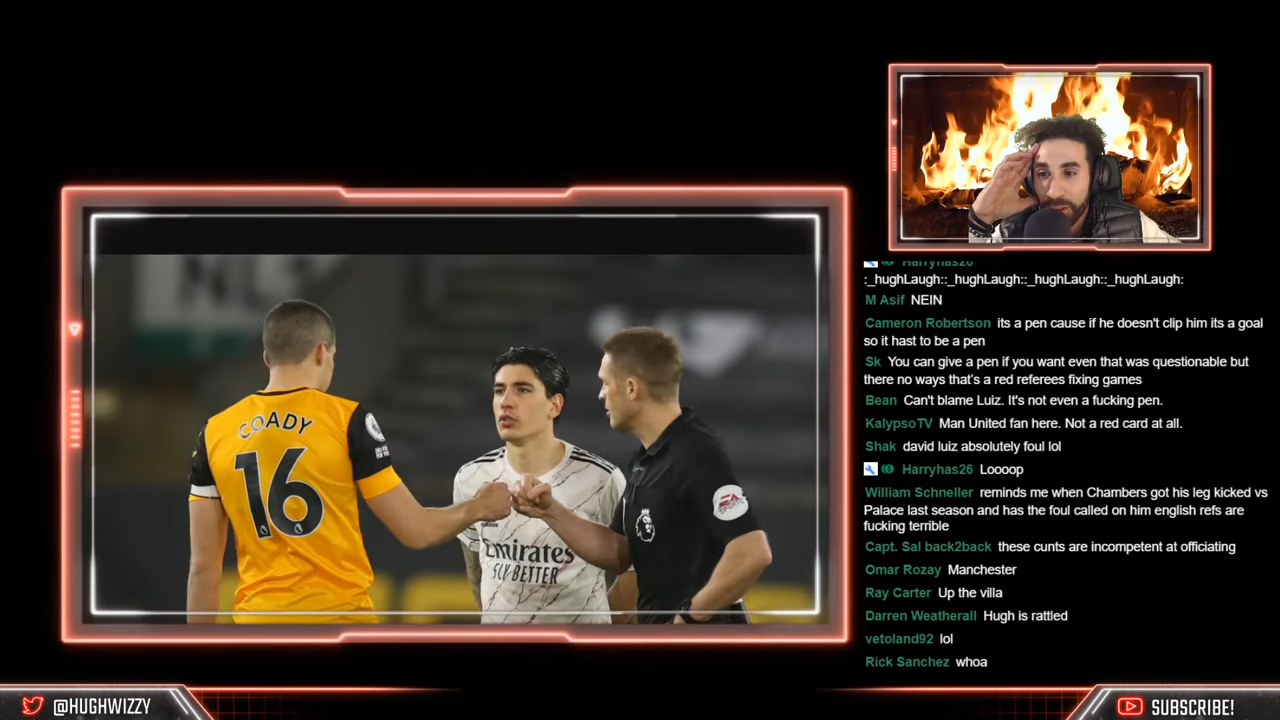 COADY
16
adidas
Emirates
FLY BETTER
EA
SPORTS
Harryhas26
:_hughLaugh::_hughLaugh::_hughLaugh::_hughLaugh:
M Asif NEIN
Cameron Robertson its a pen cause if he doesn't clip him its a goal
so it hast to be a pen
Sk You can give a pen if you want even that was questionable but
there no ways that's a red referees fixing games
Bean Can't blame Luiz. It's not even a fucking pen.
KalypsoTV Man United fan here. Not a red card at all.
Shak david luiz absolutely foul lol
Harryhas26 Loooop
William Schneller reminds me when Chambers got his leg kicked vs
Palace last season and has the foul called on him english refs are
fucking terrible
Capt. Sal back2back these cunts are incompetent at officiating
Omar Rozay Manchester
Ray Carter Up the villa
Darren Weatherall Hugh is rattled
vetoland92 lol
Rick Sanchez whoa
@HUGHWIZZY
SUBSCRIBE!